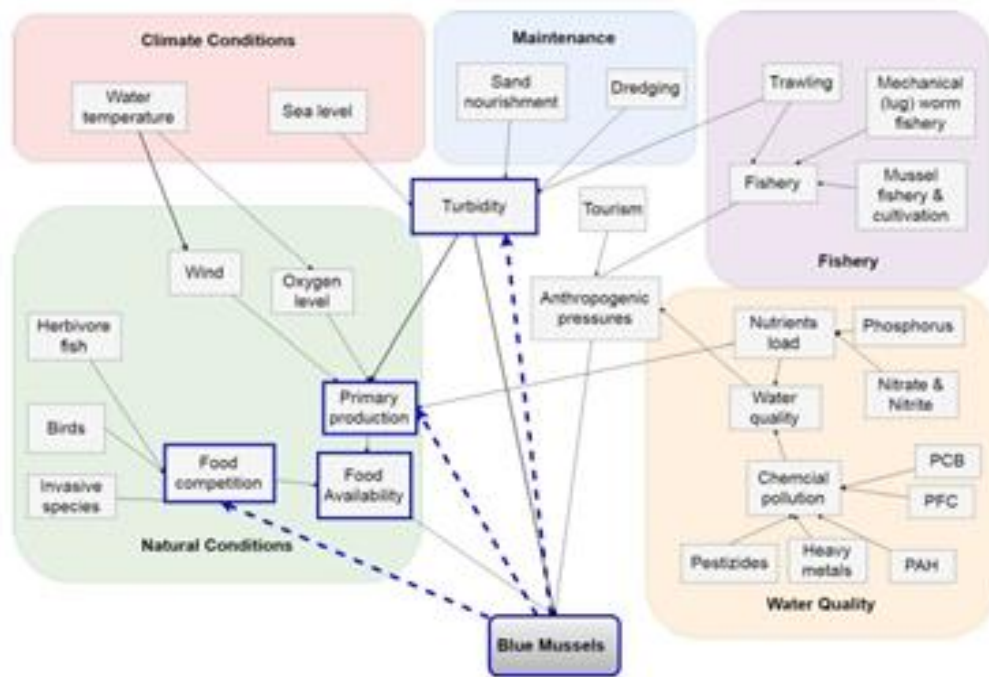 Climate Conditions
Maintenance
Water
temperature
Sea level
Sand
nourishment
Dredging
Trawling
Mechanical
(lug) worm
fishery
Fishery
Mussel
fishery &
cultivation
Fishery
Turbidity
Tourism
Wind
Oxygen
level
Anthropogenic
pressures
Herbivore
fish
Birds
Invasive
species
Primary
production
Food
competition
Food
Availability
Natural Conditions
Nutrients
load
Phosphorus
Nitrate &
Nitrite
Water
quality
Chemcial
pollution
PCB
PFC
Pestizides
Heavy
metals
PAH
Water Quality
Blue Mussels